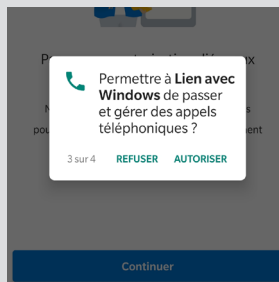 Permettre à Lien avec
Windows de passer
et gérer des appels
téléphoniques ?
3 sur 4 REFUSER AUTORISER
Continuer